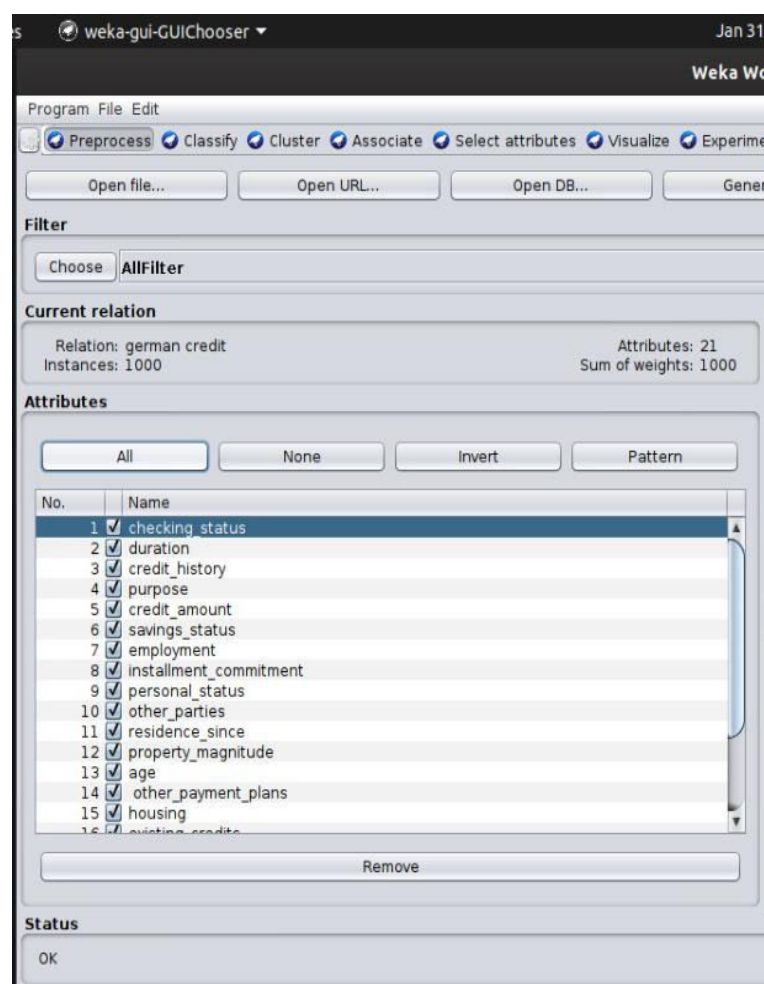 s weka-gui-GUIChooser Jan 31
Weka Wo
Program File Edit
Preprocess Classify Cluster Associate Select attributes Visualize Experime
Open file... Open URL... Open DB... Gener
Filter
Choose AllFilter
Current relation
Relation: german credit Attributes: 21
Instances: 1000 Sum of weights: 1000
Attributes
All None Invert Pattern
No. Name
1 checking_status
2 duration
3 credit_history
4 purpose
5 credit_amount
6 savings_status
7 employment
8 installment_commitment
9 personal_status
10 other_parties
11 residence_since
12 property_magnitude
13 age
14 other_payment_plans
15 housing
16 existing_credits
Remove
Status
OK